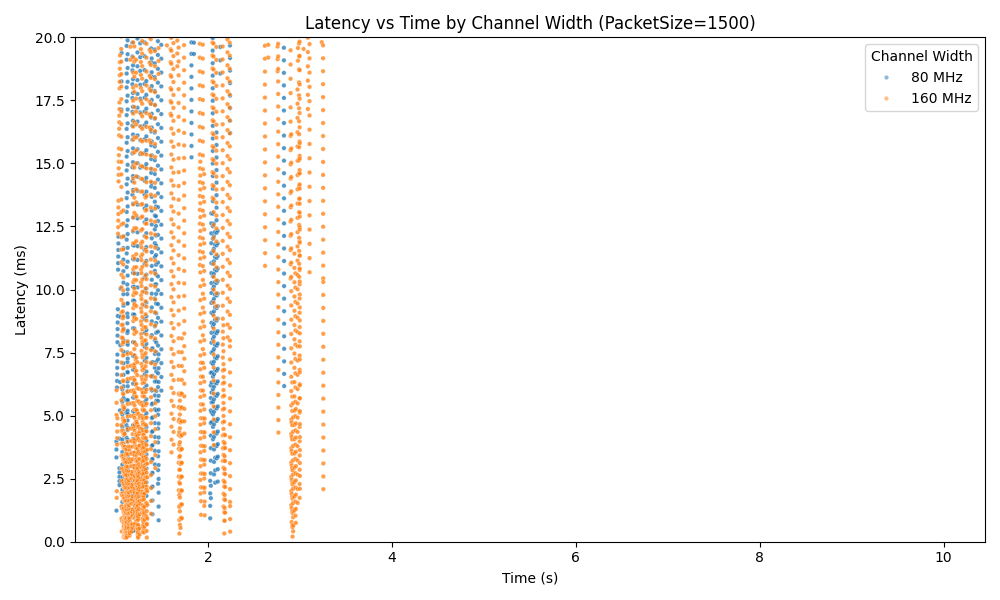 Latency vs Time by Channel Width (PacketSize=1500)
Channel Width
80 MHz
160 MHz
Latency (ms)
20.0
17.5
15.0
12.5
10.0
7.5
5.0
2.5
0.0
2
4
6
8
10
Time (s)